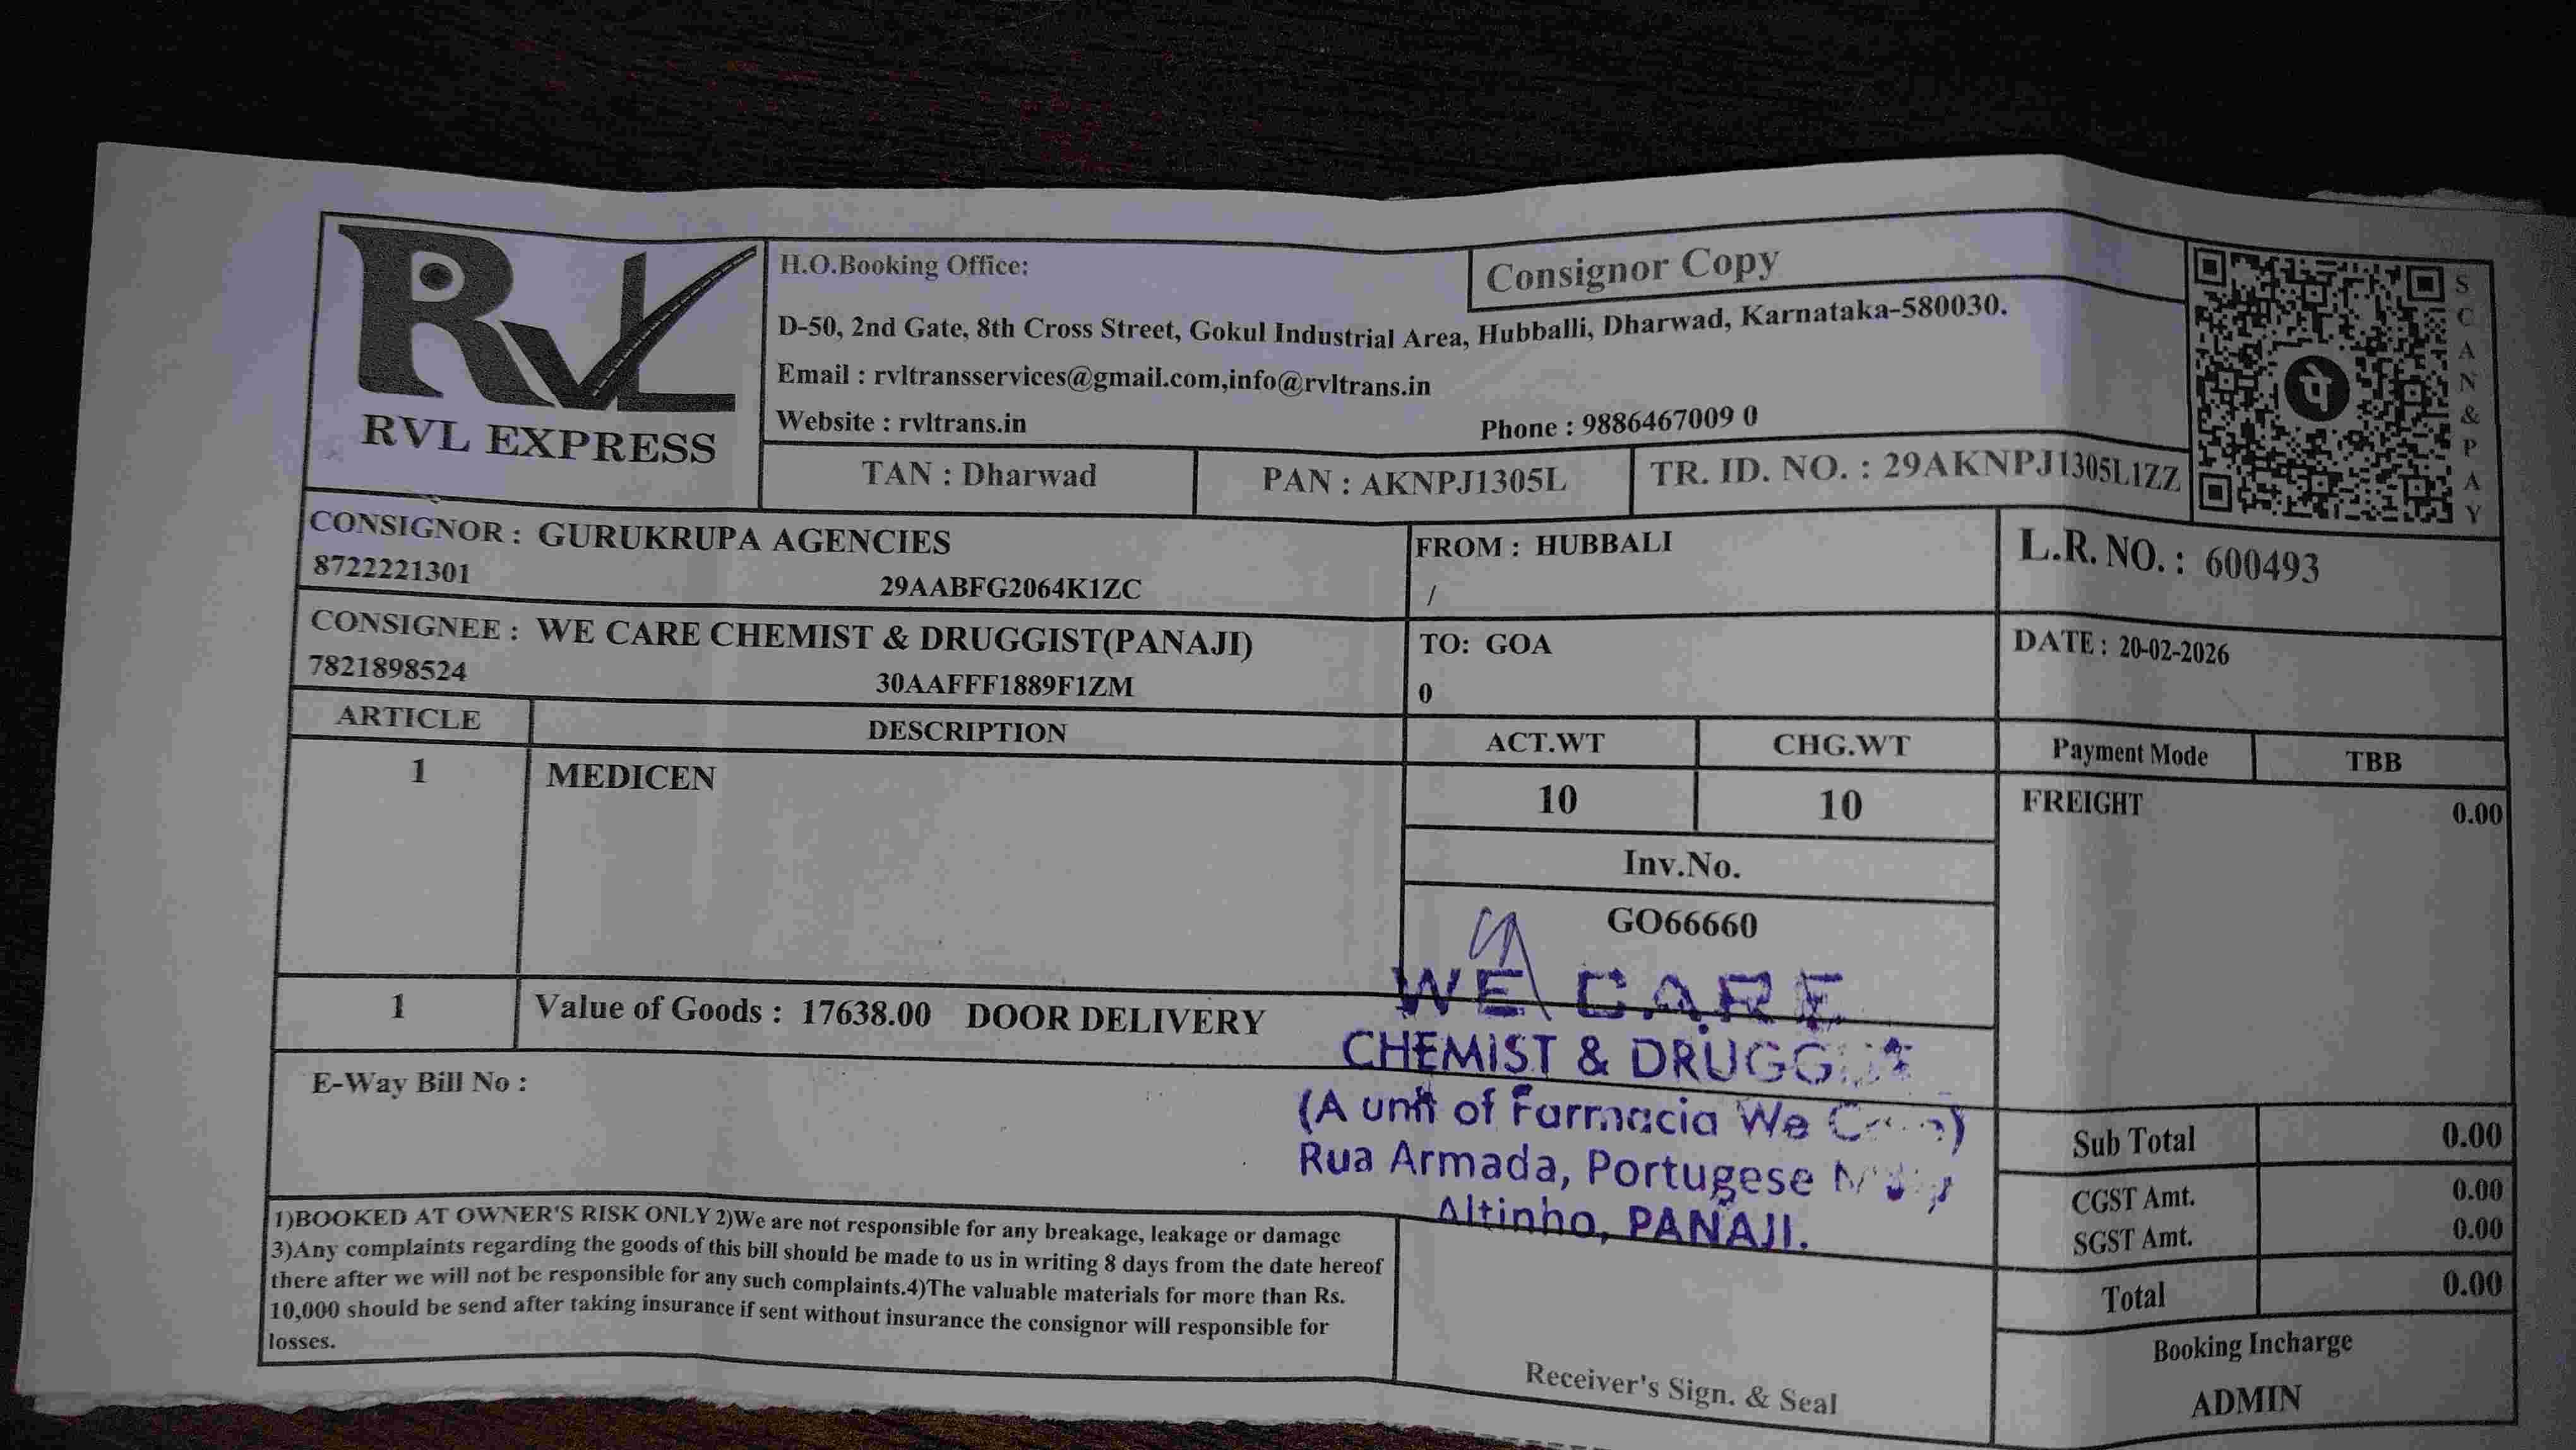 RVL
RVL EXPRESS
H.O.Booking Office:
Consignor Copy
D-50, 2nd Gate, 8th Cross Street, Gokul Industrial Area, Hubballi, Dharwad, Karnataka-580030.
Email : rvltransservices@gmail.com,info@rvltrans.in
Website : rvltrans.in Phone : 9886467009 0
TAN : Dharwad PAN : AKNPJ1305L TR. ID. NO. : 29AKNPJ1305L1ZZ
SCAN & PAY
पे
CONSIGNOR : GURUKRUPA AGENCIES
8722221301 29AABFG2064K1ZC
FROM : HUBBALI
/
L.R. NO. : 600493
CONSIGNEE : WE CARE CHEMIST & DRUGGIST(PANAJI)
7821898524 30AAFFF1889F1ZM
TO: GOA
0
DATE : 20-02-2026
ARTICLE DESCRIPTION ACT.WT CHG.WT Payment Mode TBB
1 MEDICEN 10 10 FREIGHT 0.00
Inv.No.
GO66660
1 Value of Goods : 17638.00 DOOR DELIVERY
E-Way Bill No :
WE CARE
CHEMIST & DRUGGIST
(A unit of Farmacia We Care)
Rua Armada, Portugese
Altinho, PANAJI.
Sub Total 0.00
CGST Amt. 0.00
SGST Amt. 0.00
Total 0.00
1)BOOKED AT OWNER'S RISK ONLY 2)We are not responsible for any breakage, leakage or damage
3)Any complaints regarding the goods of this bill should be made to us in writing 8 days from the date hereof
there after we will not be responsible for any such complaints.4)The valuable materials for more than Rs.
10,000 should be send after taking insurance if sent without insurance the consignor will responsible for
losses.
Receiver's Sign. & Seal
Booking Incharge
ADMIN